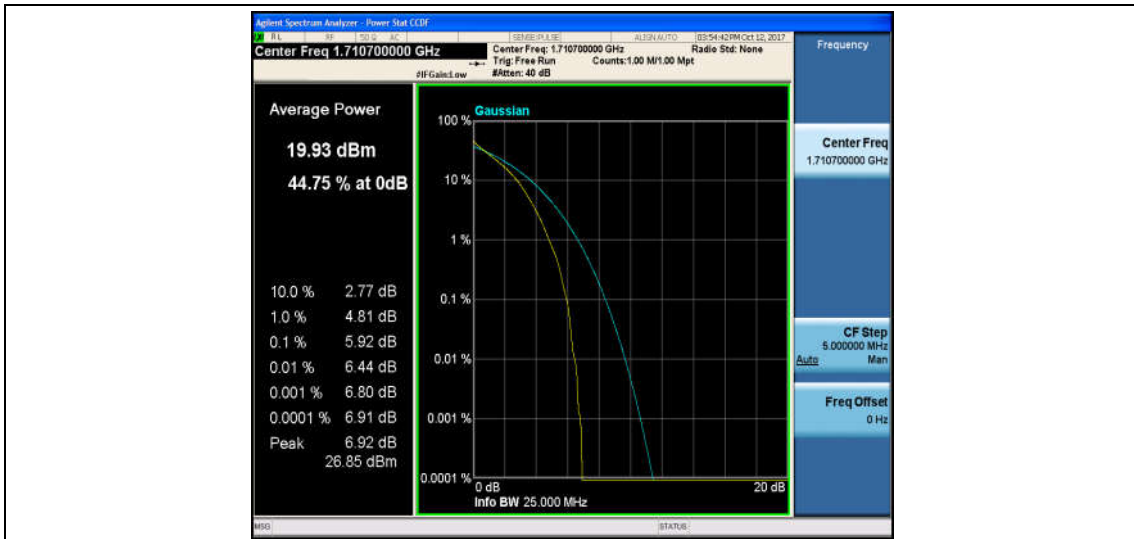 Agilent Spectrum Analyzer - Power Stat CCDF
RL RF 50 Ω AC SENSE:PULSE ALIGNAUTO 03:54:42 PM Oct 12, 2017
Center Freq 1.710700000 GHz
Center Freq: 1.710700000 GHz Radio Std: None
Trig: Free Run Counts:1.00 M/1.00 Mpt
#IFGain:Low #Atten: 40 dB
Frequency
Average Power
19.93 dBm
44.75 % at 0dB
10.0 % 2.77 dB
1.0 % 4.81 dB
0.1 % 5.92 dB
0.01 % 6.44 dB
0.001 % 6.80 dB
0.0001 % 6.91 dB
Peak 6.92 dB
26.85 dBm
Gaussian
100 %
10 %
1 %
0.1 %
0.01 %
0.001 %
0.0001 %
0 dB 20 dB
Info BW 25.000 MHz
Center Freq
1.710700000 GHz
CF Step
5.000000 MHz
Auto Man
Freq Offset
0 Hz
MSG STATUS